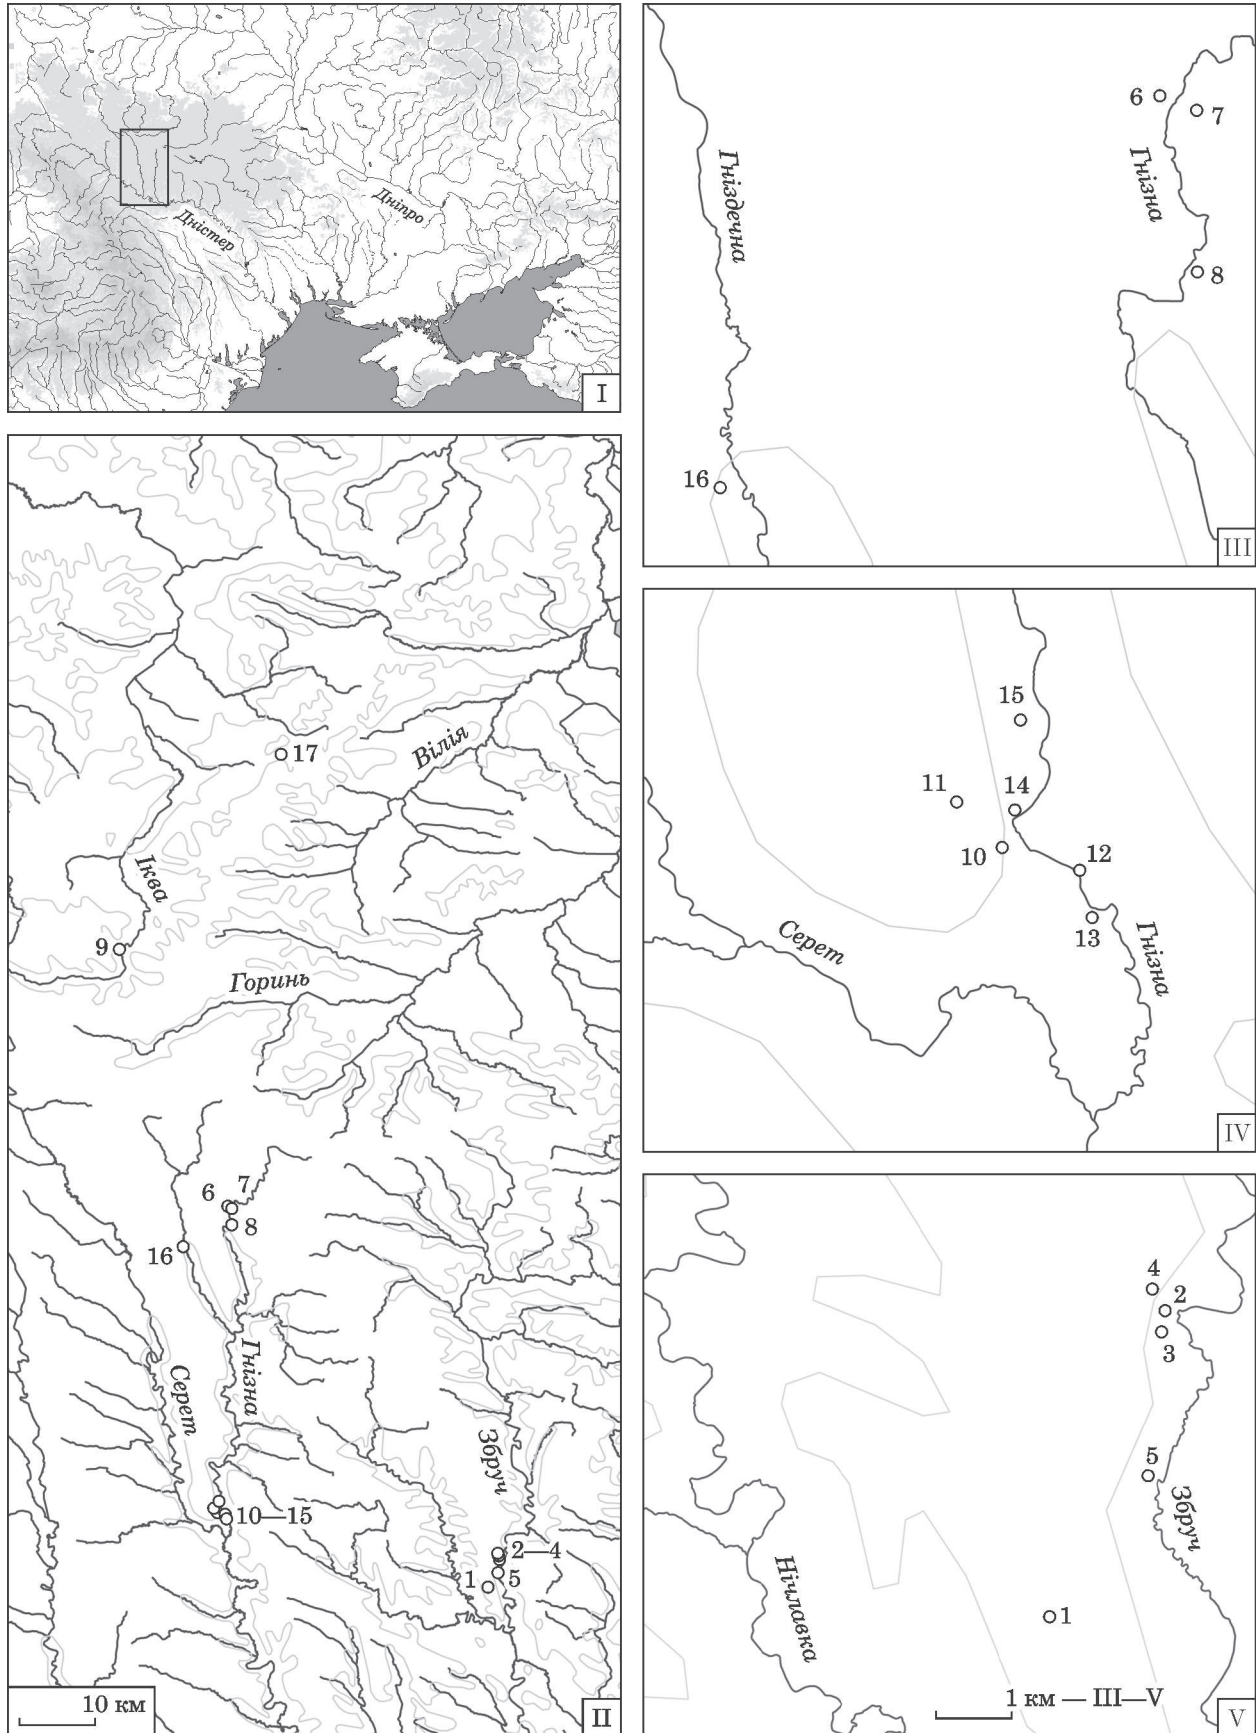 Дністер
Дніпро
I
17
Вілія
Іква
9
Горинь
7
6
8
16
Гнізна
Серет
Збруч
10—15
2—4
5
1
10 км
II
6
7
Гніздечна
Гнізна
8
16
III
15
11
14
10
12
13
Серет
Гнізна
IV
4
2
3
5
Збруч
Нічлавка
1
1 км — III—V
V